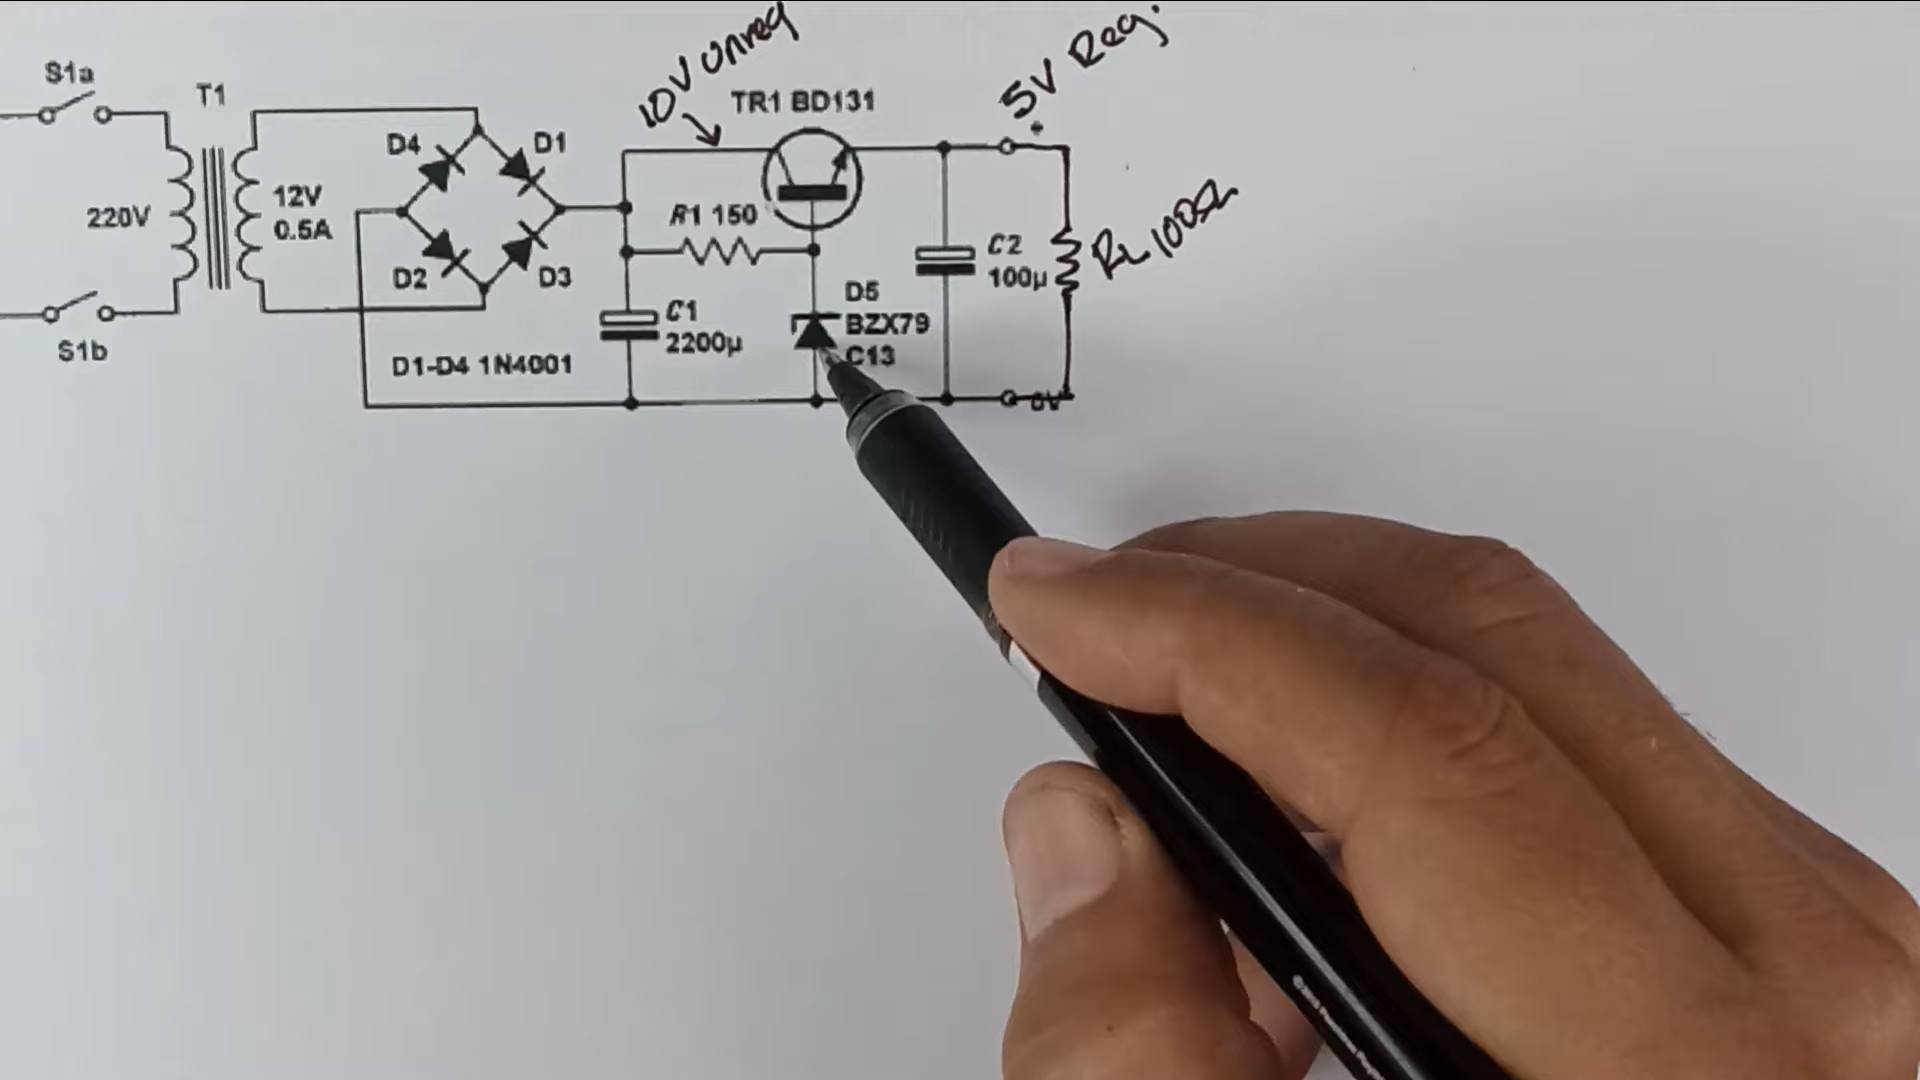 S1a
T1
220V
12V
0.5A
S1b
D4
D1
D2
D3
D1-D4 1N4001
10V unreg
TR1 BD131
5V Reg.
+
R1 150
C1
2200µ
D5
BZX79
C13
C2
100µ
RL 100Ω
0V